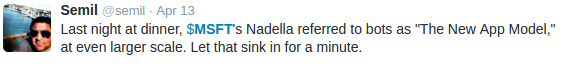 Semil @semil · Apr 13
Last night at dinner, $MSFT's Nadella referred to bots as "The New App Model,"
at even larger scale. Let that sink in for a minute.